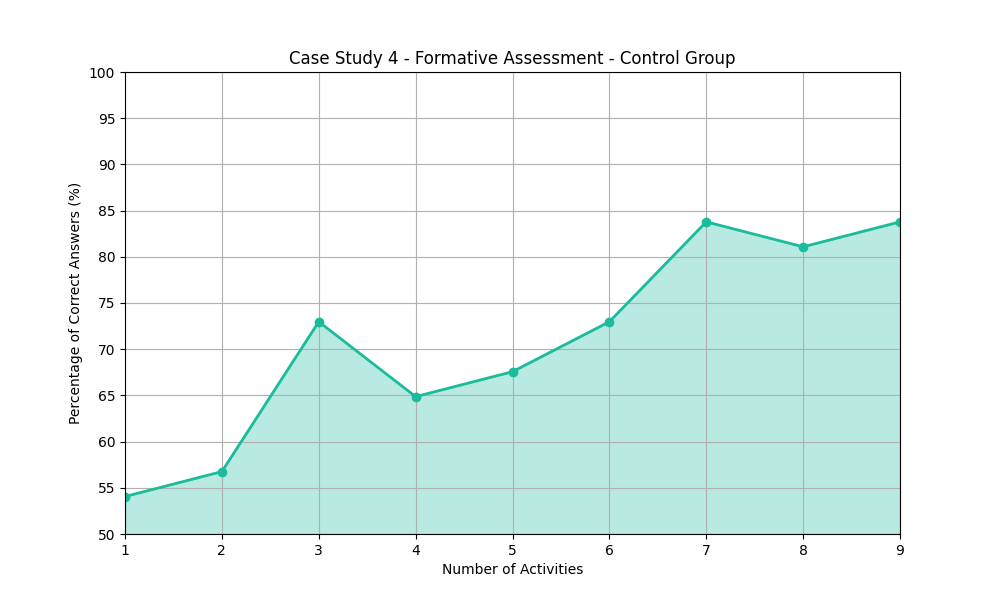 Case Study 4 - Formative Assessment - Control Group
100
95
90
85
80
75
70
65
60
55
50
Percentage of Correct Answers (%)
1 2 3 4 5 6 7 8 9
Number of Activities